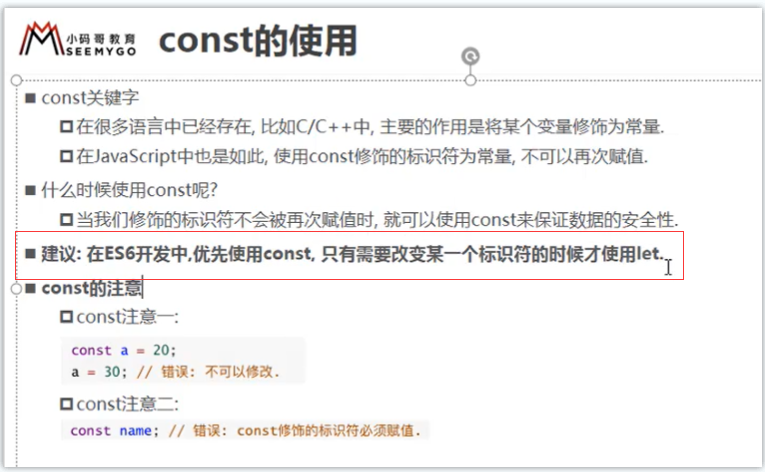 小码哥教育
SEEMYGO
const的使用
const关键字
在很多语言中已经存在, 比如C/C++中, 主要的作用是将某个变量修饰为常量.
在JavaScript中也是如此, 使用const修饰的标识符为常量, 不可以再次赋值.
什么时候使用const呢?
当我们修饰的标识符不会被再次赋值时, 就可以使用const来保证数据的安全性.
建议: 在ES6开发中,优先使用const, 只有需要改变某一个标识符的时候才使用let.
const的注意
const注意一:
const a = 20;
a = 30; // 错误: 不可以修改.
const注意二:
const name; // 错误: const修饰的标识符必须赋值.